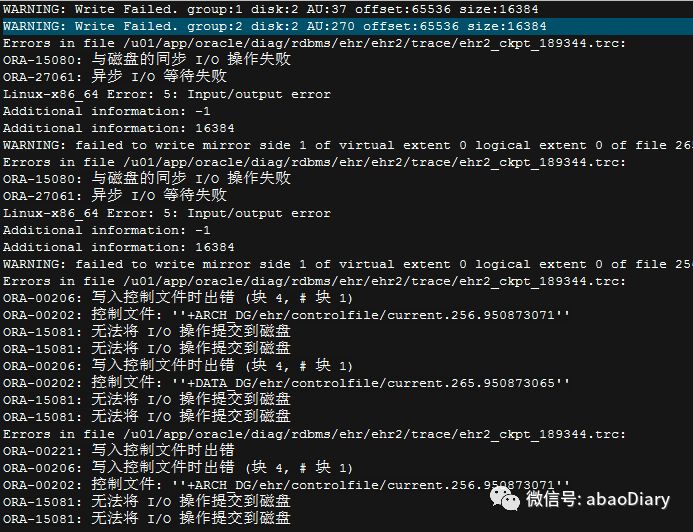 WARNING: Write Failed. group:1 disk:2 AU:37 offset:65536 size:16384
WARNING: Write Failed. group:2 disk:2 AU:270 offset:65536 size:16384
Errors in file /u01/app/oracle/diag/rdbms/ehr/ehr2/trace/ehr2_ckpt_189344.trc:
ORA-15080: 与磁盘的同步 I/O 操作失败
ORA-27061: 异步 I/O 等待失败
Linux-x86_64 Error: 5: Input/output error
Additional information: -1
Additional information: 16384
WARNING: failed to write mirror side 1 of virtual extent 0 logical extent 0 of file 265
Errors in file /u01/app/oracle/diag/rdbms/ehr/ehr2/trace/ehr2_ckpt_189344.trc:
ORA-15080: 与磁盘的同步 I/O 操作失败
ORA-27061: 异步 I/O 等待失败
Linux-x86_64 Error: 5: Input/output error
Additional information: -1
Additional information: 16384
WARNING: failed to write mirror side 1 of virtual extent 0 logical extent 0 of file 256
Errors in file /u01/app/oracle/diag/rdbms/ehr/ehr2/trace/ehr2_ckpt_189344.trc:
ORA-00206: 写入控制文件时出错 (块 4, # 块 1)
ORA-00202: 控制文件: ''+ARCH_DG/ehr/controlfile/current.256.950873071''
ORA-15081: 无法将 I/O 操作提交到磁盘
ORA-15081: 无法将 I/O 操作提交到磁盘
ORA-00206: 写入控制文件时出错 (块 4, # 块 1)
ORA-00202: 控制文件: ''+DATA_DG/ehr/controlfile/current.265.950873065''
ORA-15081: 无法将 I/O 操作提交到磁盘
ORA-15081: 无法将 I/O 操作提交到磁盘
Errors in file /u01/app/oracle/diag/rdbms/ehr/ehr2/trace/ehr2_ckpt_189344.trc:
ORA-00221: 写入控制文件时出错
ORA-00206: 写入控制文件时出错 (块 4, # 块 1)
ORA-00202: 控制文件: ''+ARCH_DG/ehr/controlfile/current.256.950873071''
ORA-15081: 无法将 I/O 操作提交到磁盘
ORA-15081: 无法将 I/O 操作提交到磁盘
微信号: abaoDiary